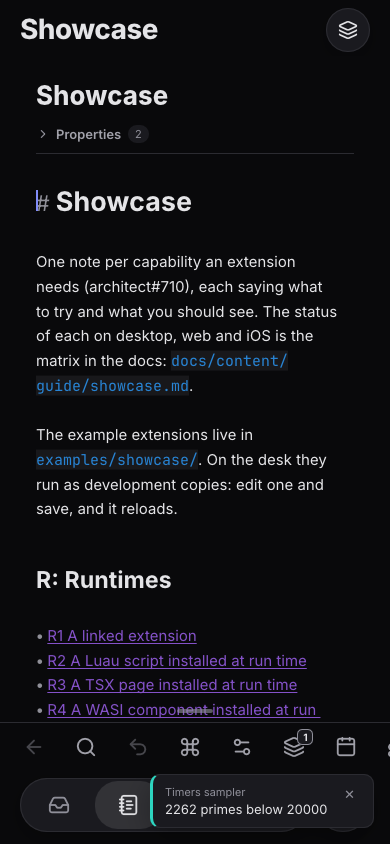 Showcase
Showcase
Properties 2
# Showcase
One note per capability an extension
needs (architect#710), each saying what
to try and what you should see. The status
of each on desktop, web and iOS is the
matrix in the docs: docs/content/
guide/showcase.md.
The example extensions live in
examples/showcase/. On the desk they
run as development copies: edit one and
save, and it reloads.
R: Runtimes
• R1 A linked extension
• R2 A Luau script installed at run time
• R3 A TSX page installed at run time
• R4 A WASI component installed at run
1
Timers sampler
2262 primes below 20000